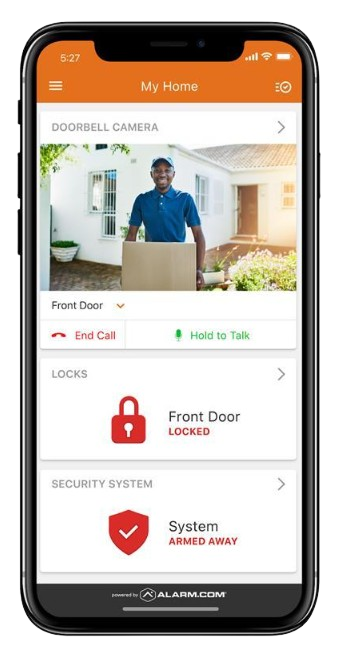 5:27
My Home
DOORBELL CAMERA
Front Door
End Call
Hold to Talk
LOCKS
Front Door
LOCKED
SECURITY SYSTEM
System
ARMED AWAY
powered by ALARM.COM